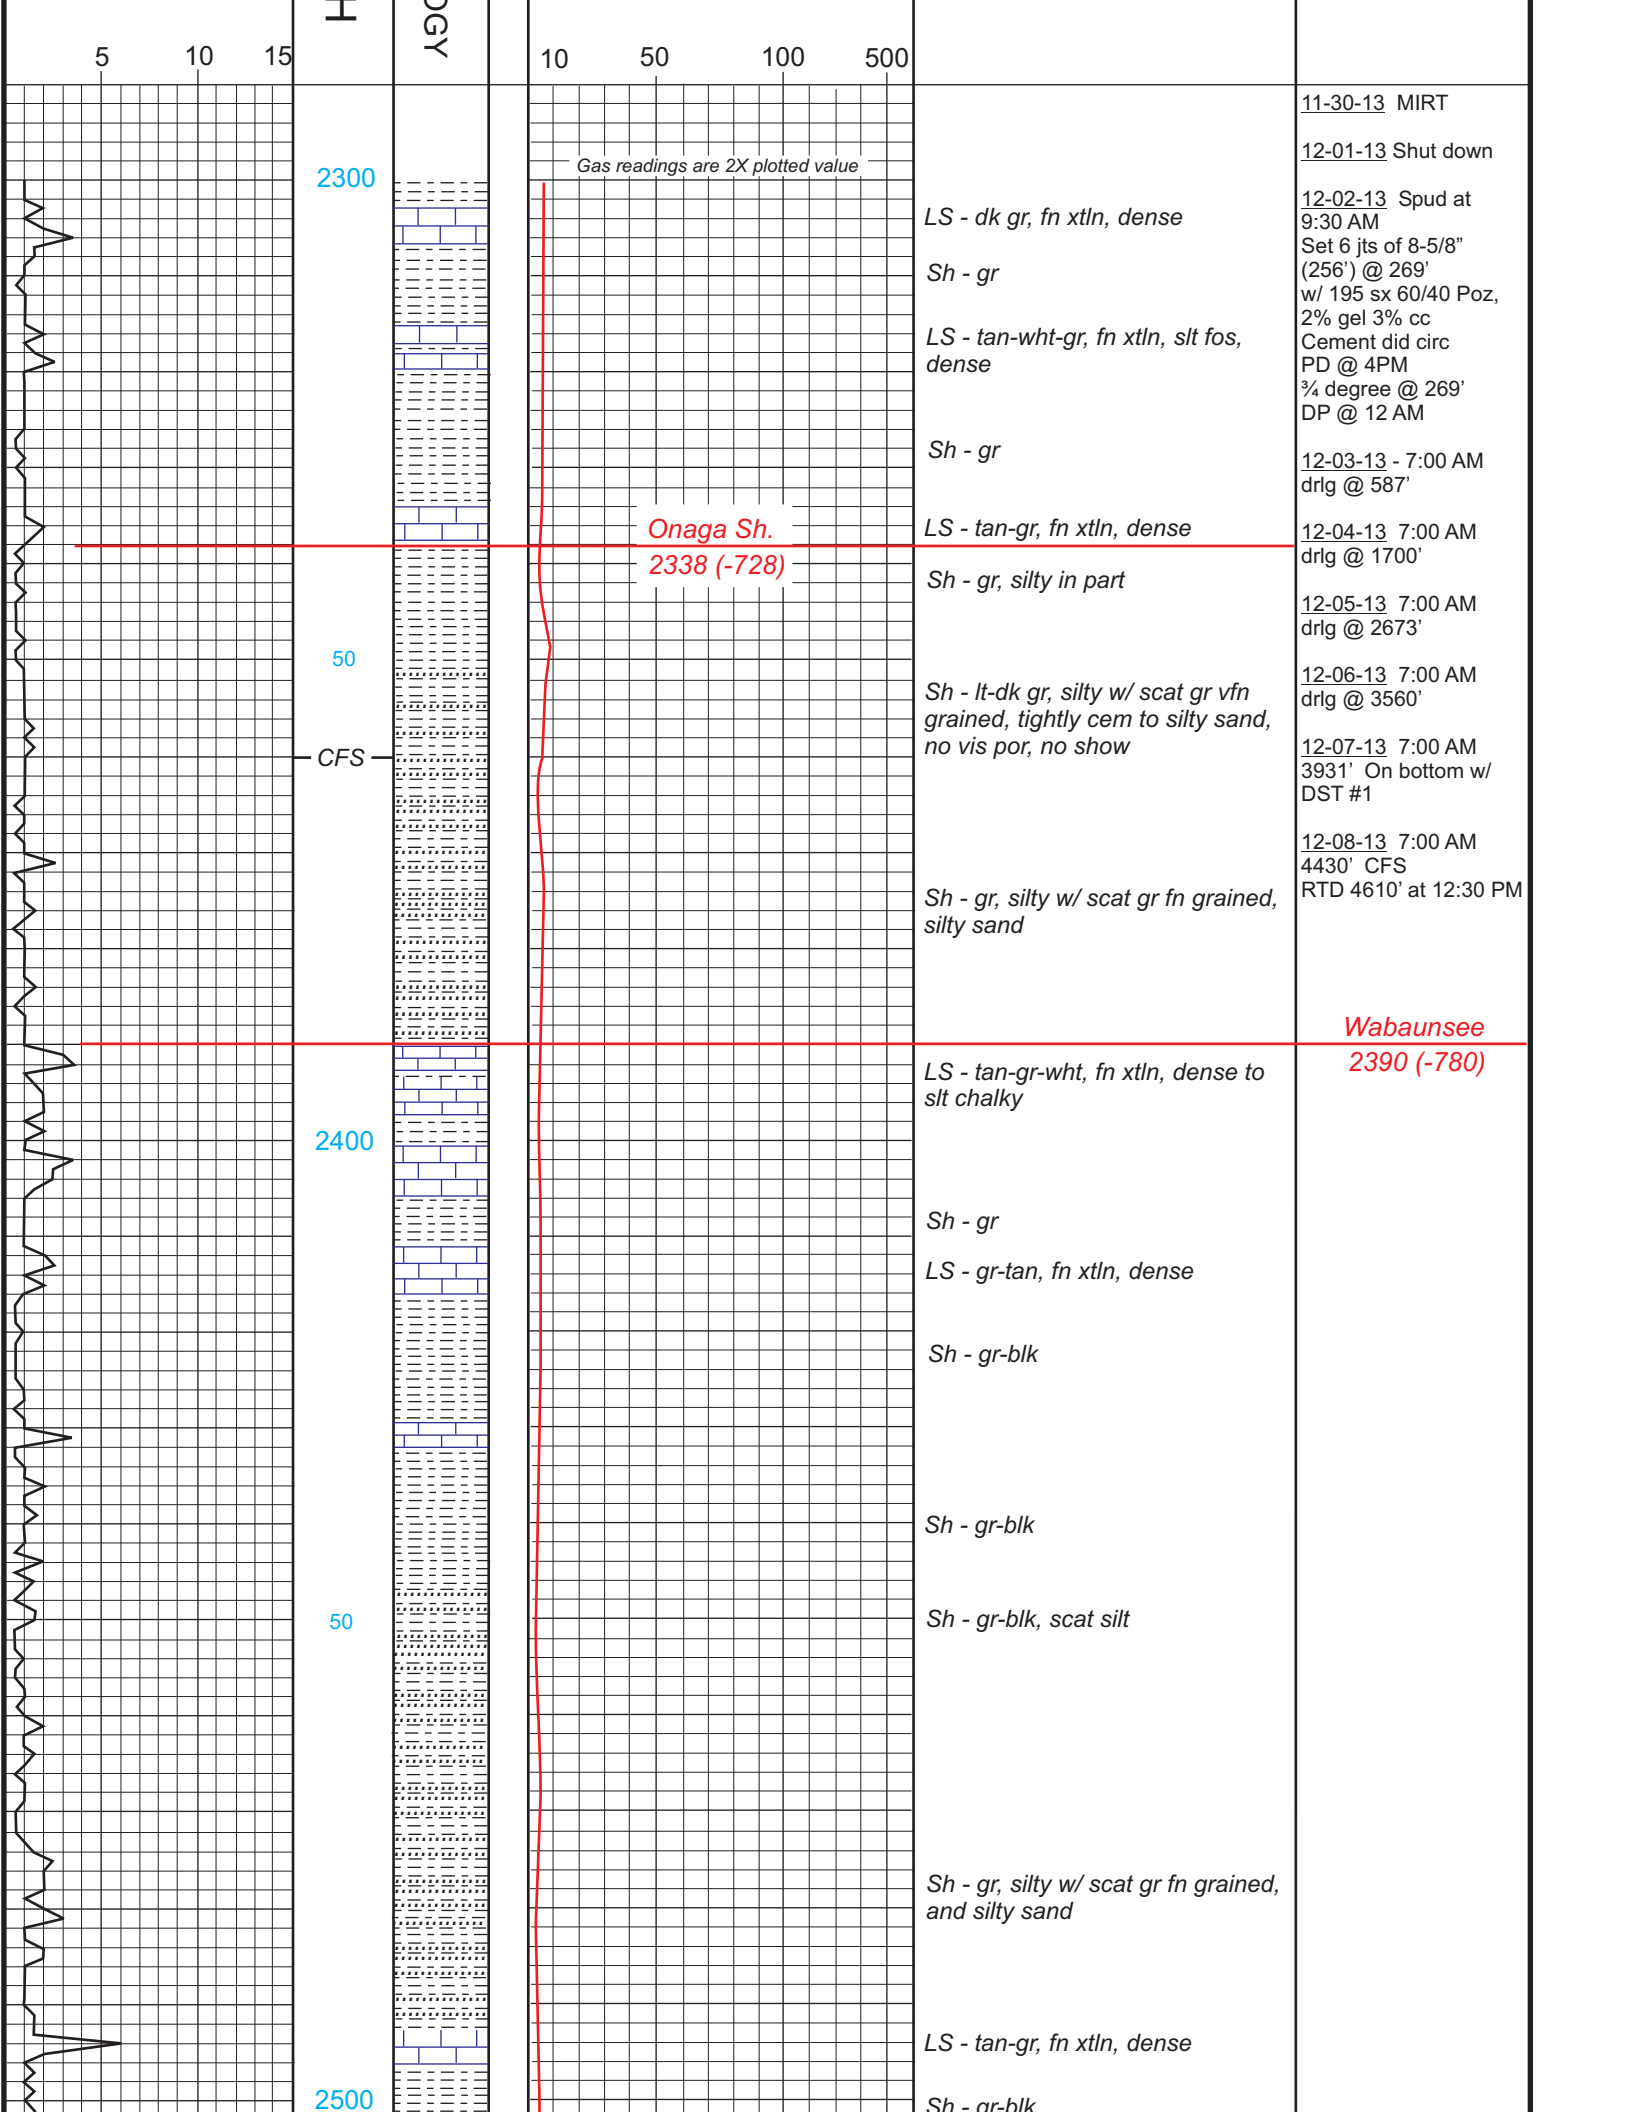 H
OGY
5 10 15
10 50 100 500
Gas readings are 2X plotted value
2300
50
CFS
2400
50
2500
Onaga Sh.
2338 (-728)
LS - dk gr, fn xtln, dense
Sh - gr
LS - tan-wht-gr, fn xtln, slt fos,
dense
Sh - gr
LS - tan-gr, fn xtln, dense
Sh - gr, silty in part
Sh - lt-dk gr, silty w/ scat gr vfn
grained, tightly cem to silty sand,
no vis por, no show
Sh - gr, silty w/ scat gr fn grained,
silty sand
LS - tan-gr-wht, fn xtln, dense to
slt chalky
Sh - gr
LS - gr-tan, fn xtln, dense
Sh - gr-blk
Sh - gr-blk
Sh - gr-blk, scat silt
Sh - gr, silty w/ scat gr fn grained,
and silty sand
LS - tan-gr, fn xtln, dense
Sh - gr-blk
11-30-13 MIRT
12-01-13 Shut down
12-02-13 Spud at
9:30 AM
Set 6 jts of 8-5/8”
(256’) @ 269’
w/ 195 sx 60/40 Poz,
2% gel 3% cc
Cement did circ
PD @ 4PM
¾ degree @ 269’
DP @ 12 AM
12-03-13 - 7:00 AM
drlg @ 587’
12-04-13 7:00 AM
drlg @ 1700’
12-05-13 7:00 AM
drlg @ 2673’
12-06-13 7:00 AM
drlg @ 3560’
12-07-13 7:00 AM
3931’ On bottom w/
DST #1
12-08-13 7:00 AM
4430’ CFS
RTD 4610’ at 12:30 PM
Wabaunsee
2390 (-780)